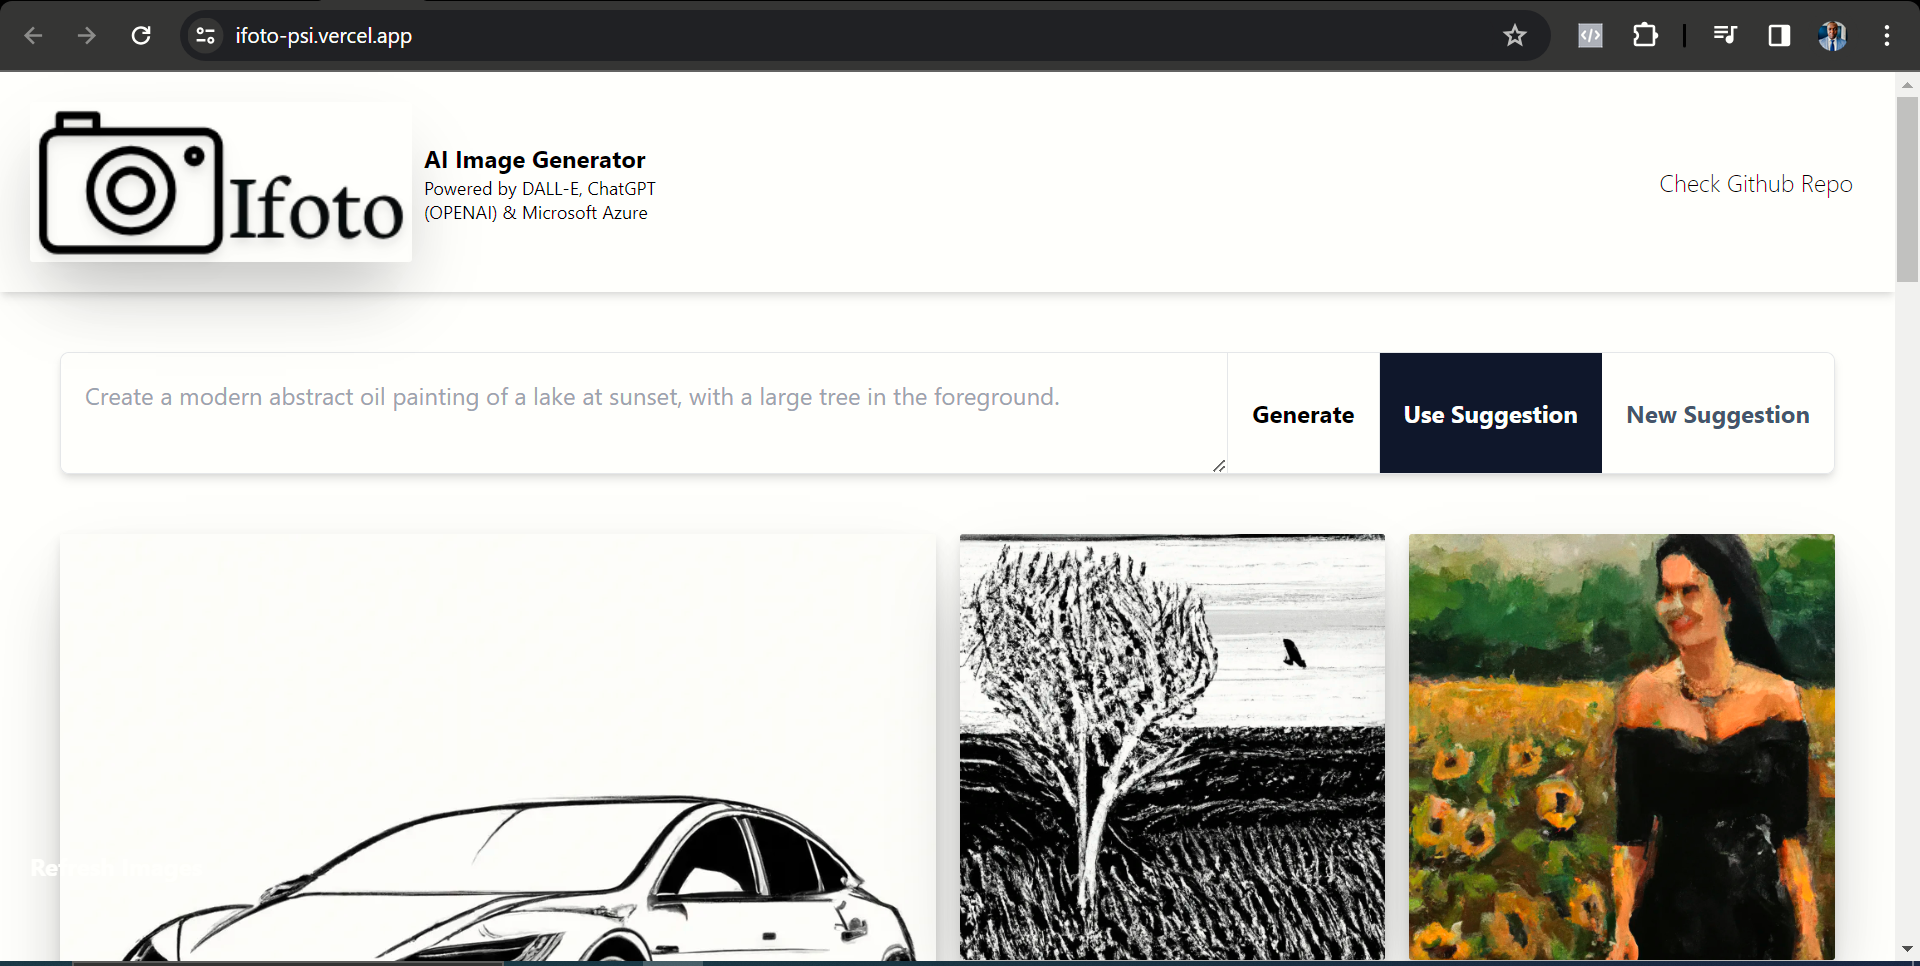 ifoto-psi.vercel.app
Ifoto
AI Image Generator
Powered by DALL-E, ChatGPT
(OPENAI) & Microsoft Azure
Check Github Repo
Create a modern abstract oil painting of a lake at sunset, with a large tree in the foreground.
Generate
Use Suggestion
New Suggestion
Refresh Images